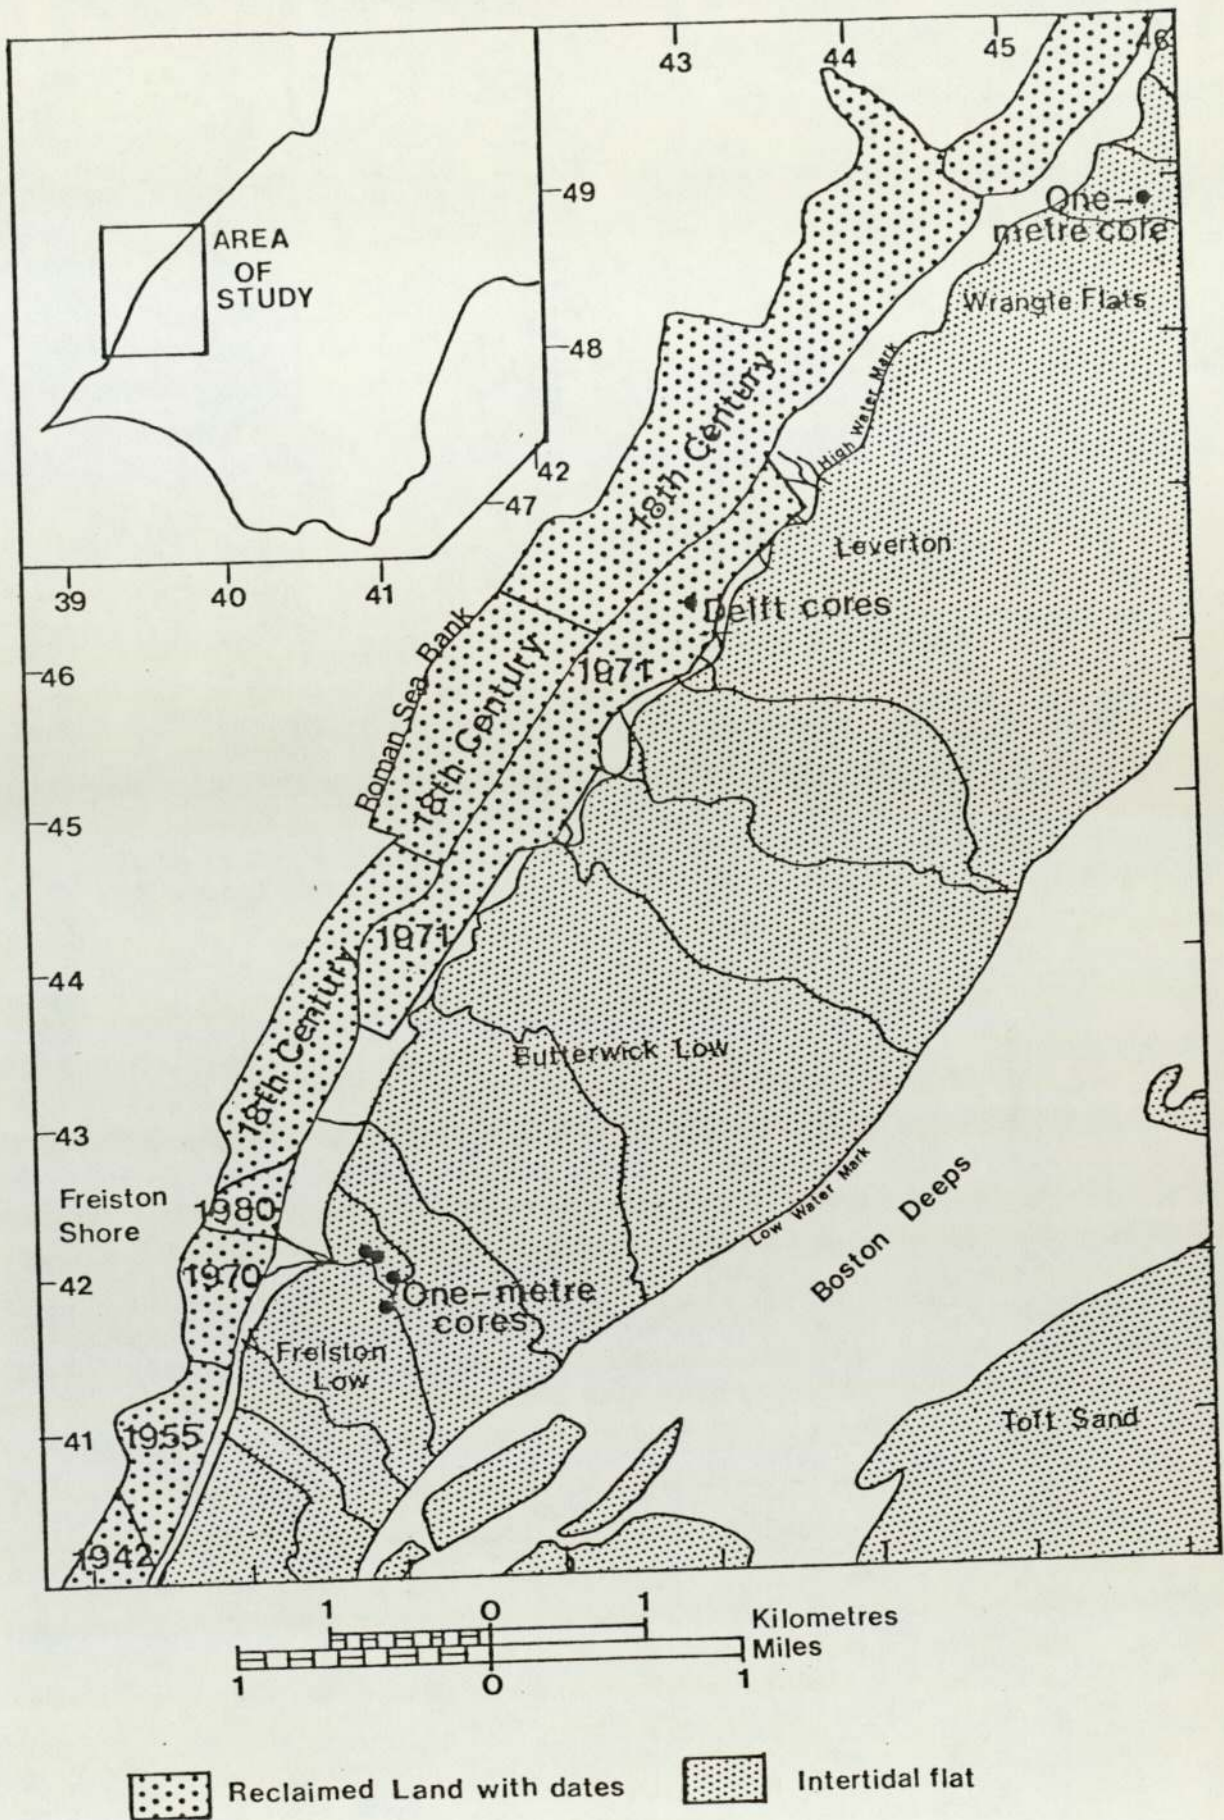 43
44
45
46
49
AREA
OF
STUDY
One-
metre core
Wrangle Flats
48
High Water Mark
18th Century
42
47
Leverton
39
40
41
Delft cores
Roman Sea Bank
46
18th Century
1971
45
1971
44
18th Century
Butterwick Low
43
Freiston
Shore
1980
Low Water Mark
Boston Deeps
1970
42
One-metre
cores
Freiston
Low
Toft Sand
1955
41
1942
1 0 1
Kilometres
Miles
1 0 1
Reclaimed Land with dates
Intertidal flat